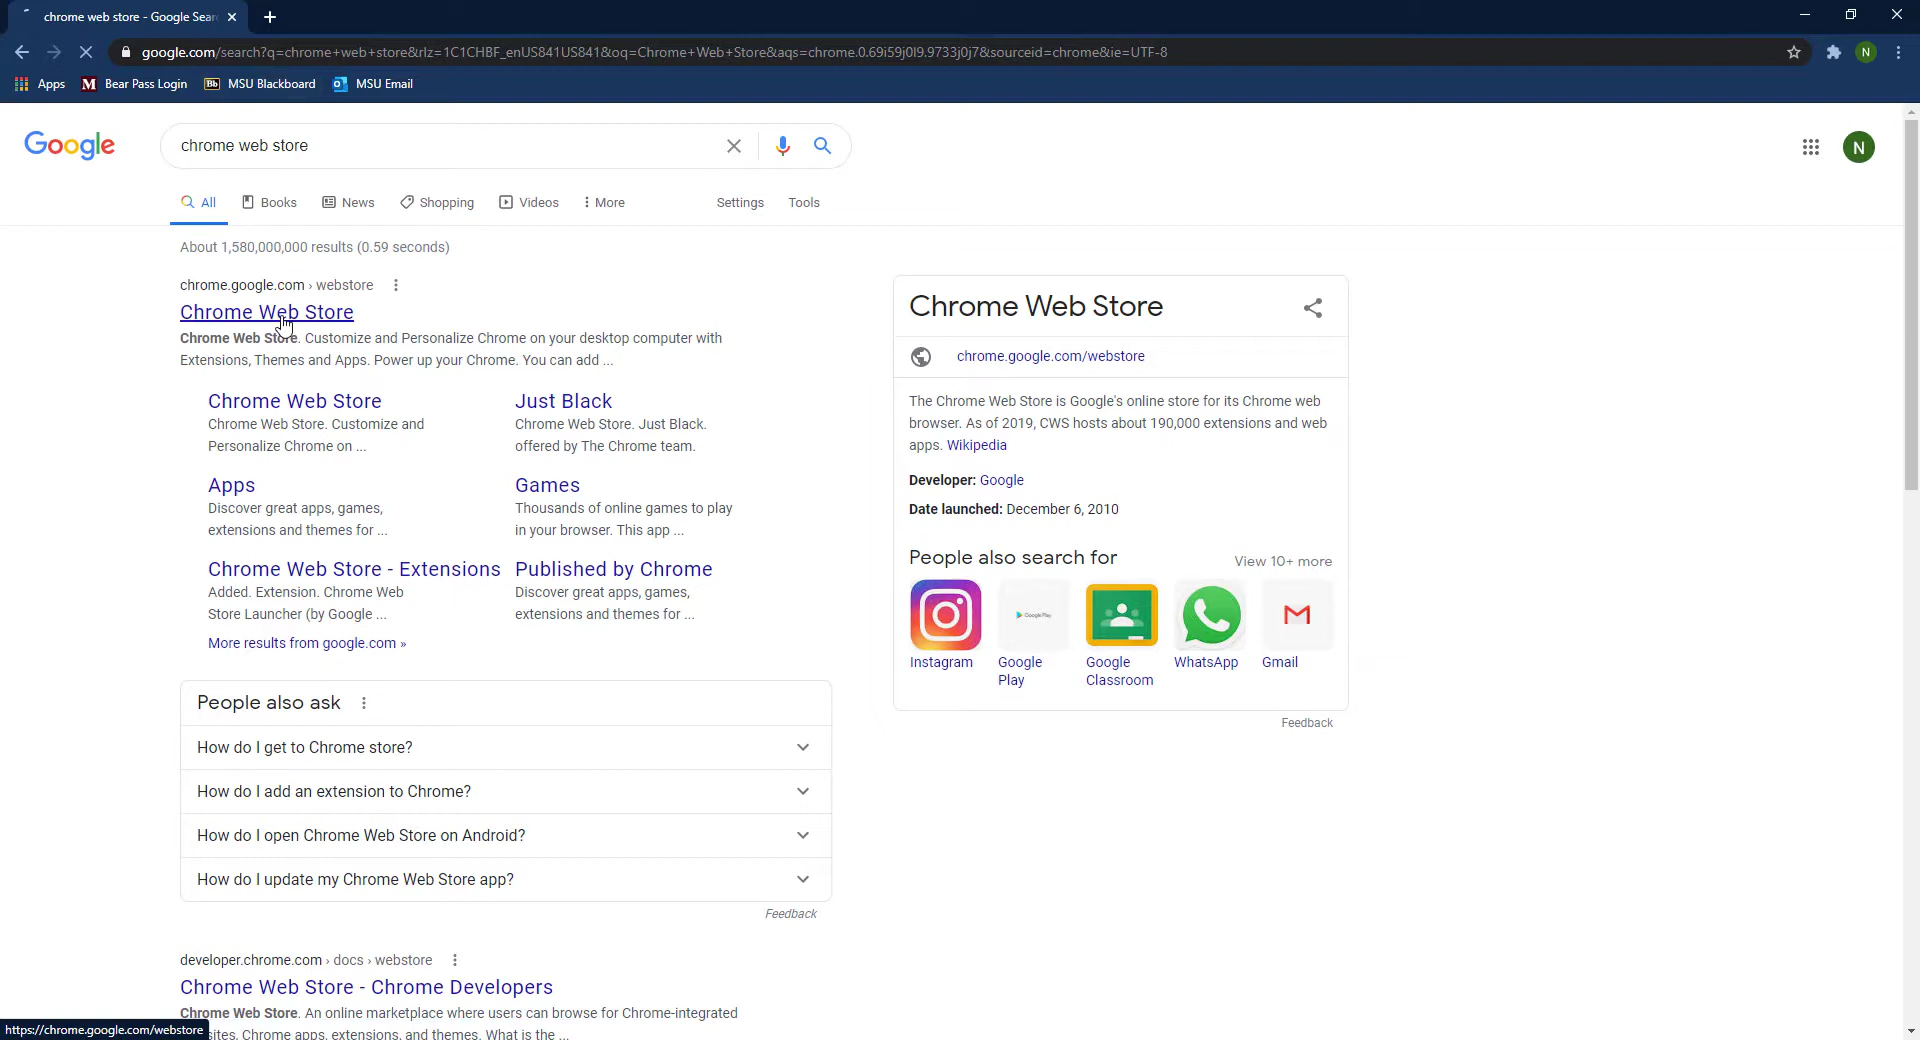 chrome web store - Google Sear
google.com/search?q=chrome+web+store&rlz=1C1CHBF_enUS841US841&oq=Chrome+Web+Store&aqs=chrome.0.69i59j0l9.9733j0j7&sourceid=chrome&ie=UTF-8
N
Apps M Bear Pass Login Bb MSU Blackboard MSU Email
Google
chrome web store
N
All Books News Shopping Videos More Settings Tools
About 1,580,000,000 results (0.59 seconds)
chrome.google.com › webstore
Chrome Web Store
Chrome Web Store. Customize and Personalize Chrome on your desktop computer with
Extensions, Themes and Apps. Power up your Chrome. You can add ...
Chrome Web Store
Chrome Web Store. Customize and
Personalize Chrome on ...
Just Black
Chrome Web Store. Just Black.
offered by The Chrome team.
Apps
Discover great apps, games,
extensions and themes for ...
Games
Thousands of online games to play
in your browser. This app ...
Chrome Web Store - Extensions
Added. Extension. Chrome Web
Store Launcher (by Google ...
Published by Chrome
Discover great apps, games,
extensions and themes for ...
More results from google.com »
People also ask
How do I get to Chrome store?
How do I add an extension to Chrome?
How do I open Chrome Web Store on Android?
How do I update my Chrome Web Store app?
Feedback
developer.chrome.com › docs › webstore
Chrome Web Store - Chrome Developers
Chrome Web Store. An online marketplace where users can browse for Chrome-integrated
sites, Chrome apps, extensions, and themes. What is the ...
https://chrome.google.com/webstore
Chrome Web Store
chrome.google.com/webstore
The Chrome Web Store is Google's online store for its Chrome web
browser. As of 2019, CWS hosts about 190,000 extensions and web
apps. Wikipedia
Developer: Google
Date launched: December 6, 2010
People also search for
View 10+ more
Google Play
Instagram
Google
Play
Google
Classroom
WhatsApp
Gmail
Feedback